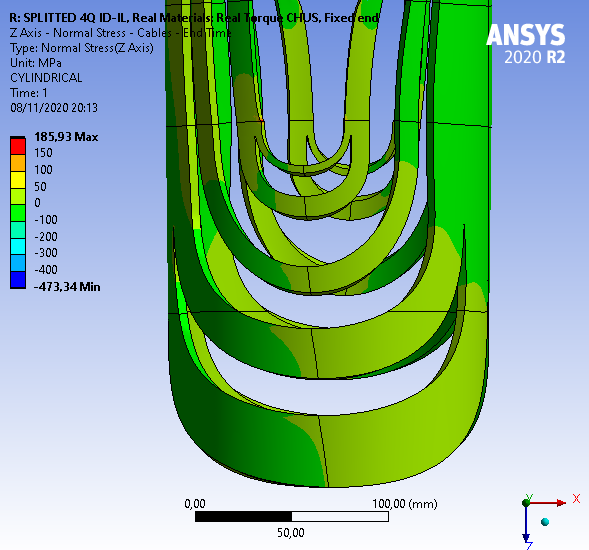 R: SPLITTED 4Q ID-IL, Real Materials; Real Torque CHUS, Fixed end
Z Axis - Normal Stress - Cables - End Time
Type: Normal Stress(Z Axis)
Unit: MPa
CYLINDRICAL
Time: 1
08/11/2020 20:13
ANSYS
2020 R2
185,93 Max
150
100
50
0
-100
-200
-300
-400
-473,34 Min
0,00
100,00 (mm)
50,00
Y
X
Z